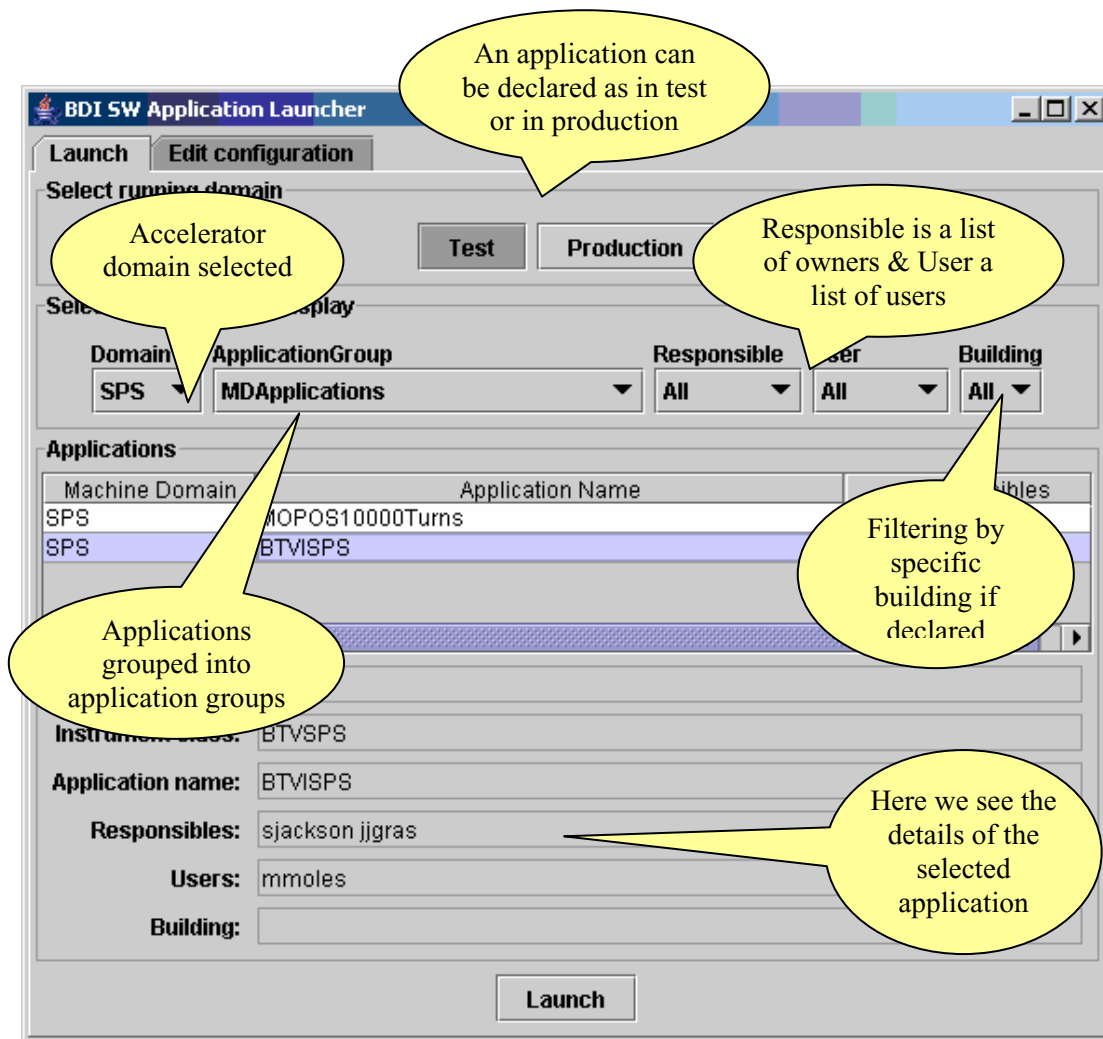 An application can
be declared as in test
or in production
BDI SW Application Launcher
Launch Edit configuration
Select running domain
Accelerator
domain selected
Test Production
Responsible is a list
of owners & User a
list of users
Domain ApplicationGroup Responsible Building
SPS MDApplications All All All
Applications
Machine Domain Application Name
SPS MOPOS10000Turns
SPS BTVISPS
Filtering by
specific
building if
declared
Applications
grouped into
application groups
BTVSPS
Application name: BTVISPS
Here we see the
details of the
selected
application
Responsibles: sjackson jjgras
Users: mmoles
Building:
Launch